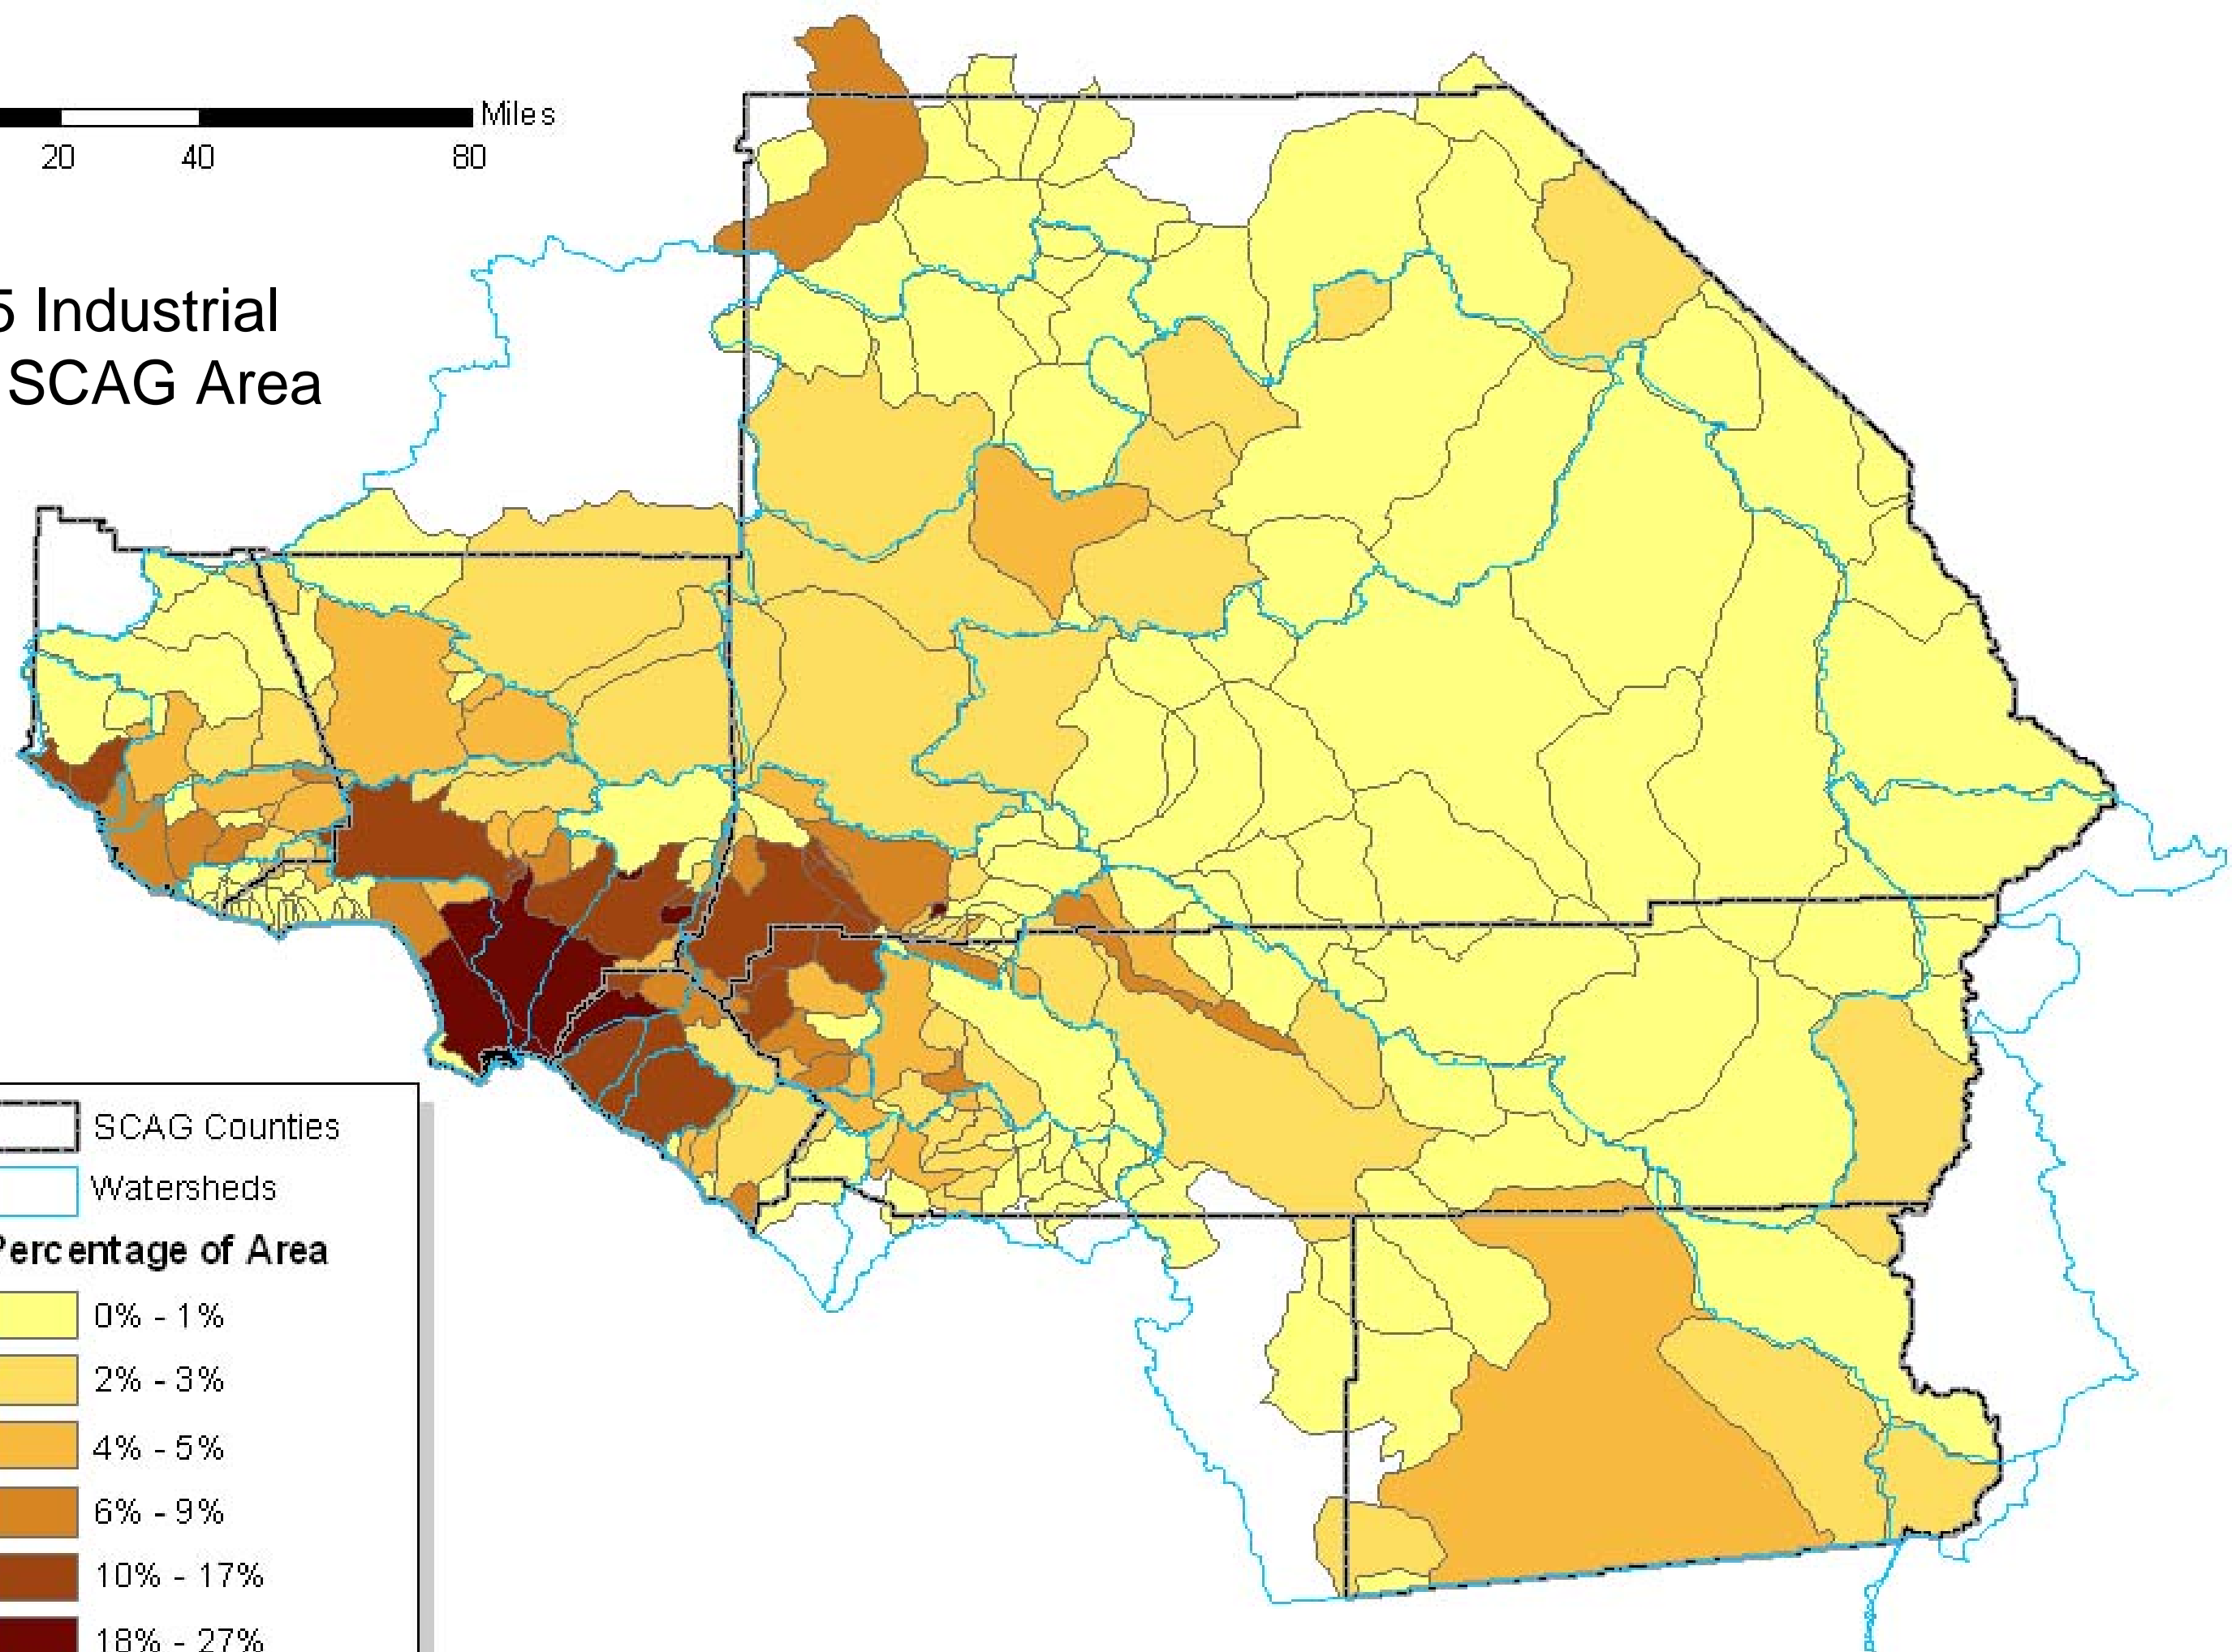 Miles
20 40 80
5 Industrial
SCAG Area
SCAG Counties
Watersheds
Percentage of Area
0% - 1%
2% - 3%
4% - 5%
6% - 9%
10% - 17%
18% - 27%